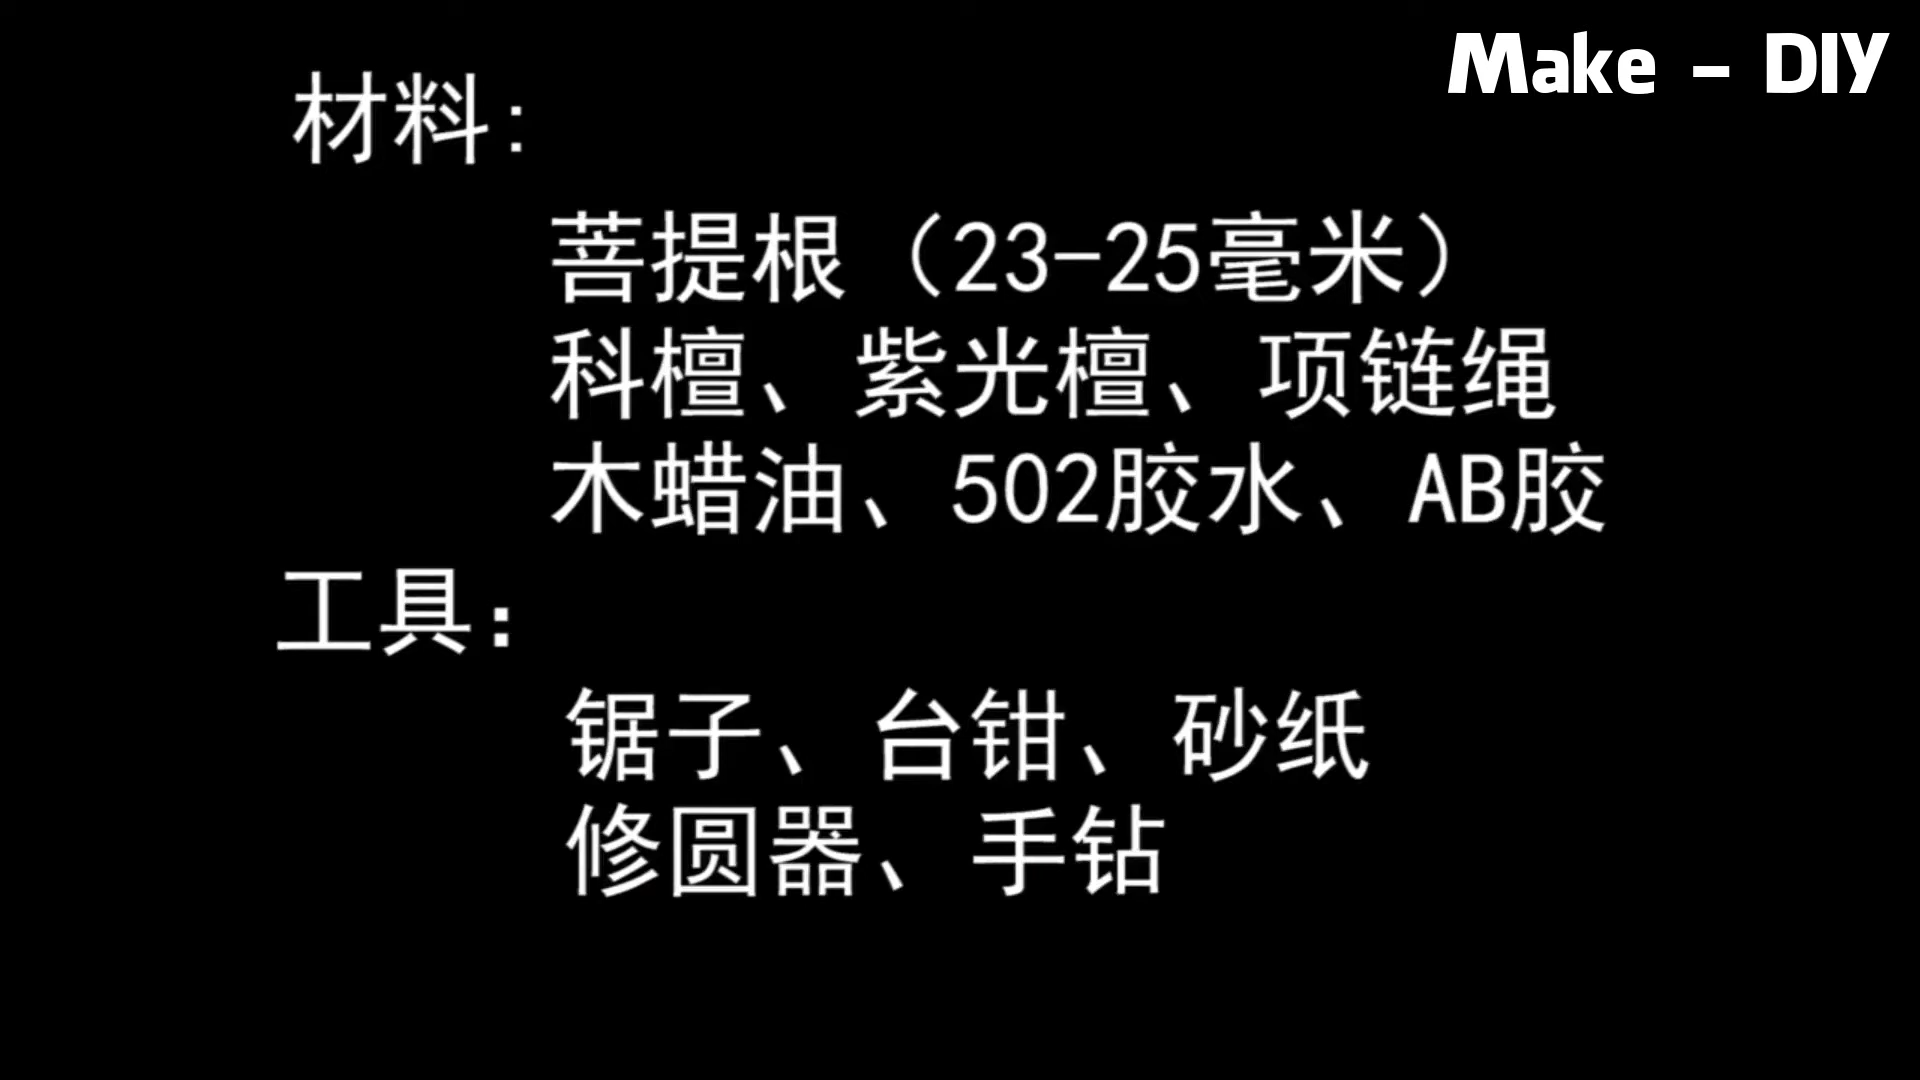 Make - DIY
材料:
菩提根（23-25毫米）
科檀、紫光檀、项链绳
木蜡油、502胶水、AB胶
工具：
锯子、台钳、砂纸
修圆器、手钻